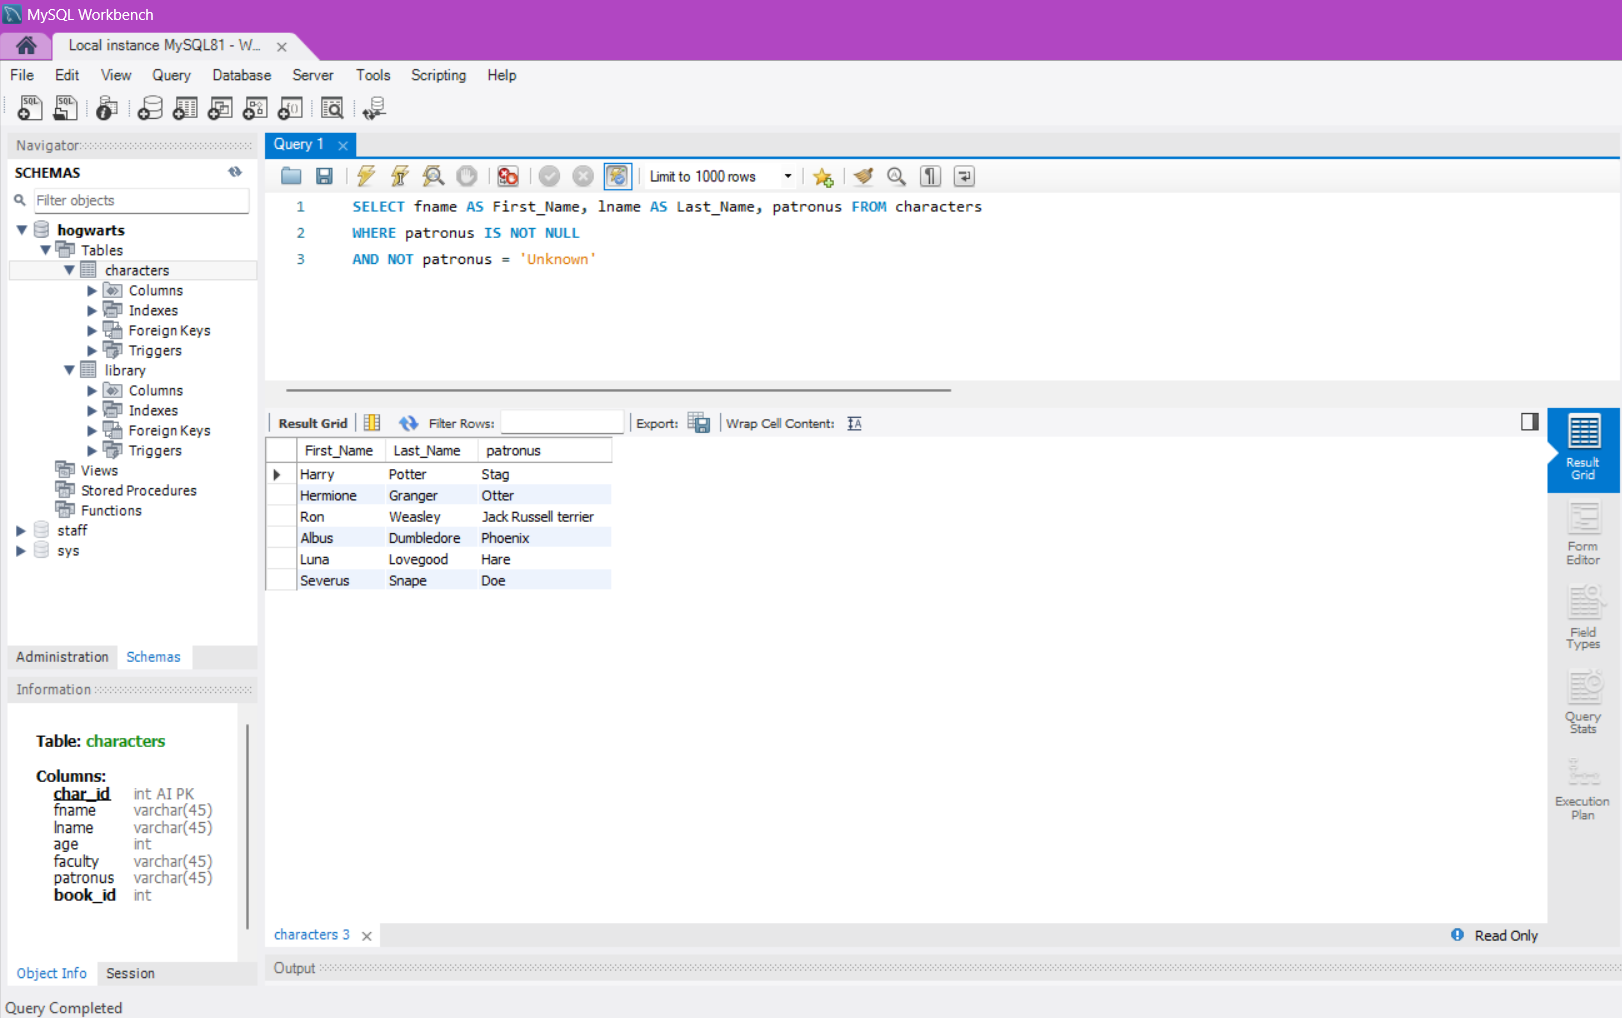 MySQL Workbench
Local instance MySQL81 - W...
File Edit View Query Database Server Tools Scripting Help
Navigator
SCHEMAS
Filter objects
hogwarts
Tables
characters
Columns
Indexes
Foreign Keys
Triggers
library
Columns
Indexes
Foreign Keys
Triggers
Views
Stored Procedures
Functions
staff
sys
Administration Schemas
Information
Table: characters
Columns:
char_id int AI PK
fname varchar(45)
lname varchar(45)
age int
faculty varchar(45)
patronus varchar(45)
book_id int
Object Info Session
Query 1
Limit to 1000 rows
1 SELECT fname AS First_Name, lname AS Last_Name, patronus FROM characters
2 WHERE patronus IS NOT NULL
3 AND NOT patronus = 'Unknown'
Result Grid Filter Rows: Export: Wrap Cell Content:
First_Name Last_Name patronus
Harry Potter Stag
Hermione Granger Otter
Ron Weasley Jack Russell terrier
Albus Dumbledore Phoenix
Luna Lovegood Hare
Severus Snape Doe
Result
Grid
Form
Editor
Field
Types
Query
Stats
Execution
Plan
characters 3
Read Only
Output
Query Completed